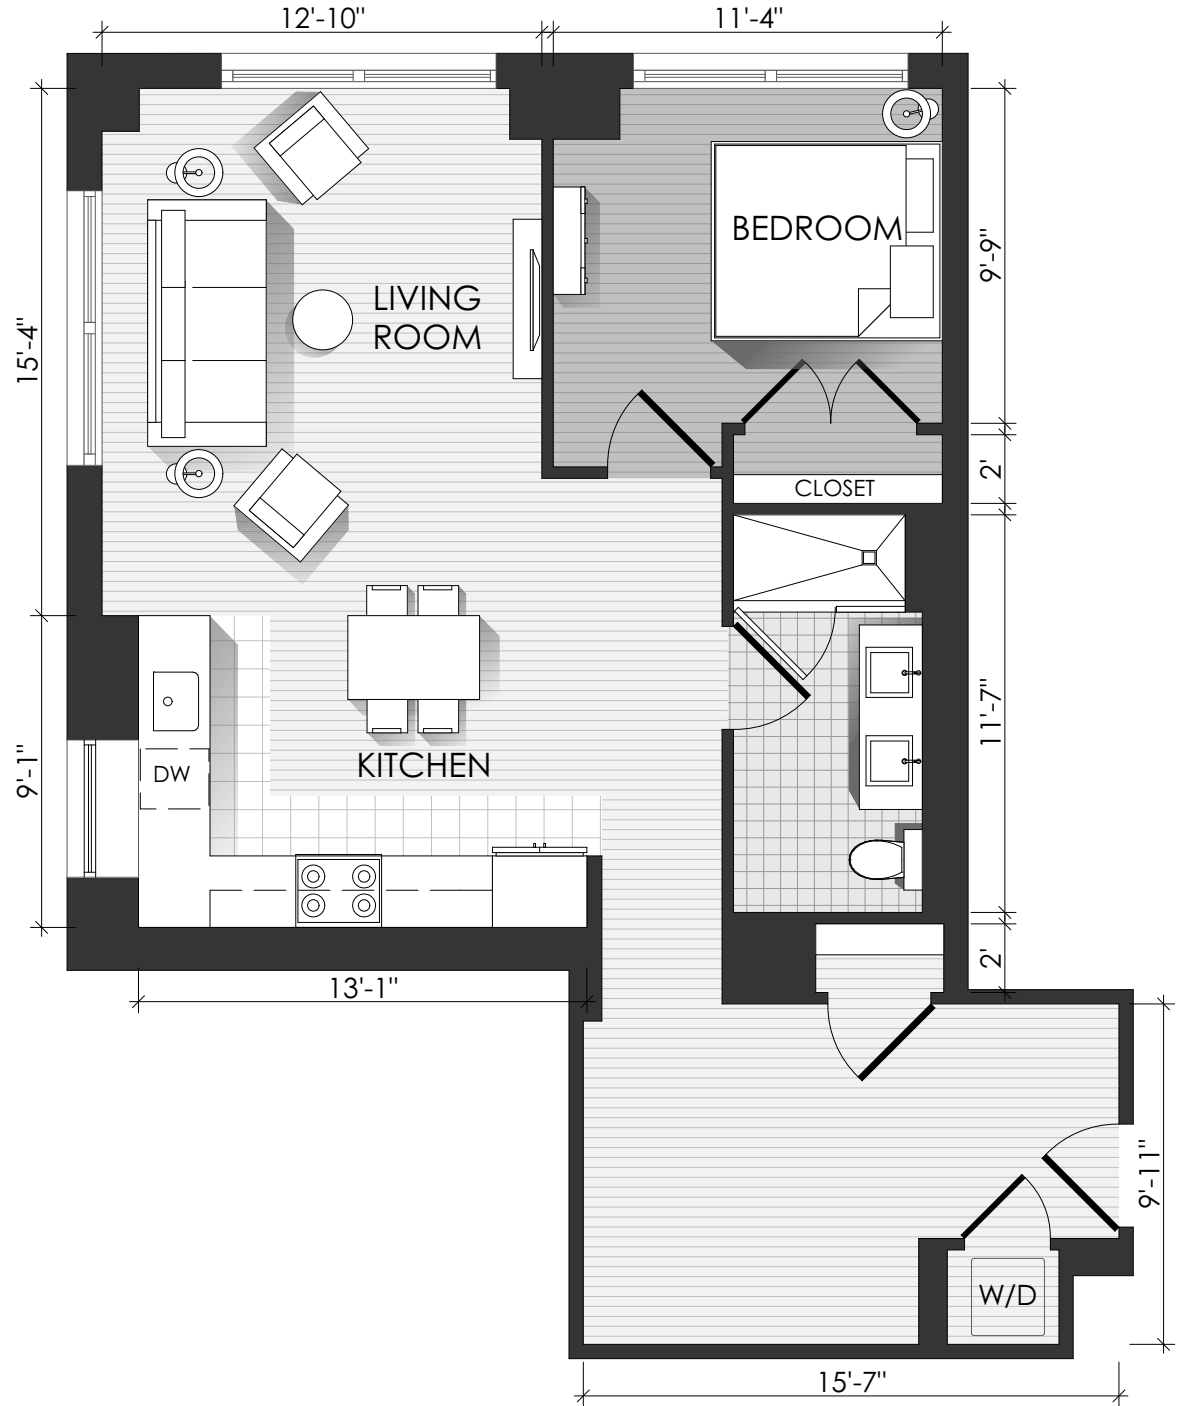 12'-10"
11'-4"
BEDROOM
9'-9"
LIVING
ROOM
15'-4"
2'
CLOSET
11'-7"
9'-1"
KITCHEN
DW
2'
13'-1"
9'-11"
W/D
15'-7"